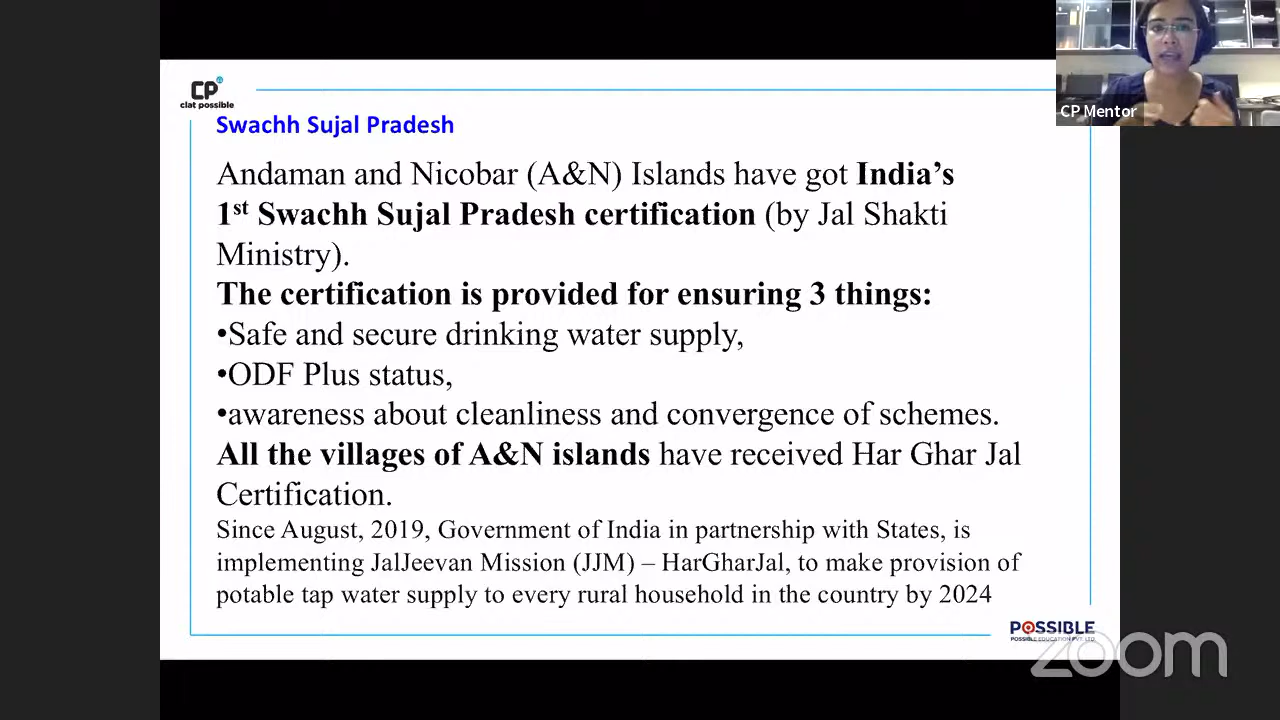 CP
clat possible
CP Mentor
Swachh Sujal Pradesh
Andaman and Nicobar (A&N) Islands have got India's
1st Swachh Sujal Pradesh certification (by Jal Shakti
Ministry).
The certification is provided for ensuring 3 things:
•Safe and secure drinking water supply,
•ODF Plus status,
•awareness about cleanliness and convergence of schemes.
All the villages of A&N islands have received Har Ghar Jal
Certification.
Since August, 2019, Government of India in partnership with States, is
implementing JalJeevan Mission (JJM) – HarGharJal, to make provision of
potable tap water supply to every rural household in the country by 2024
POSSIBLE
POSSIBLE EDUCATION PVT. LTD.
zoom